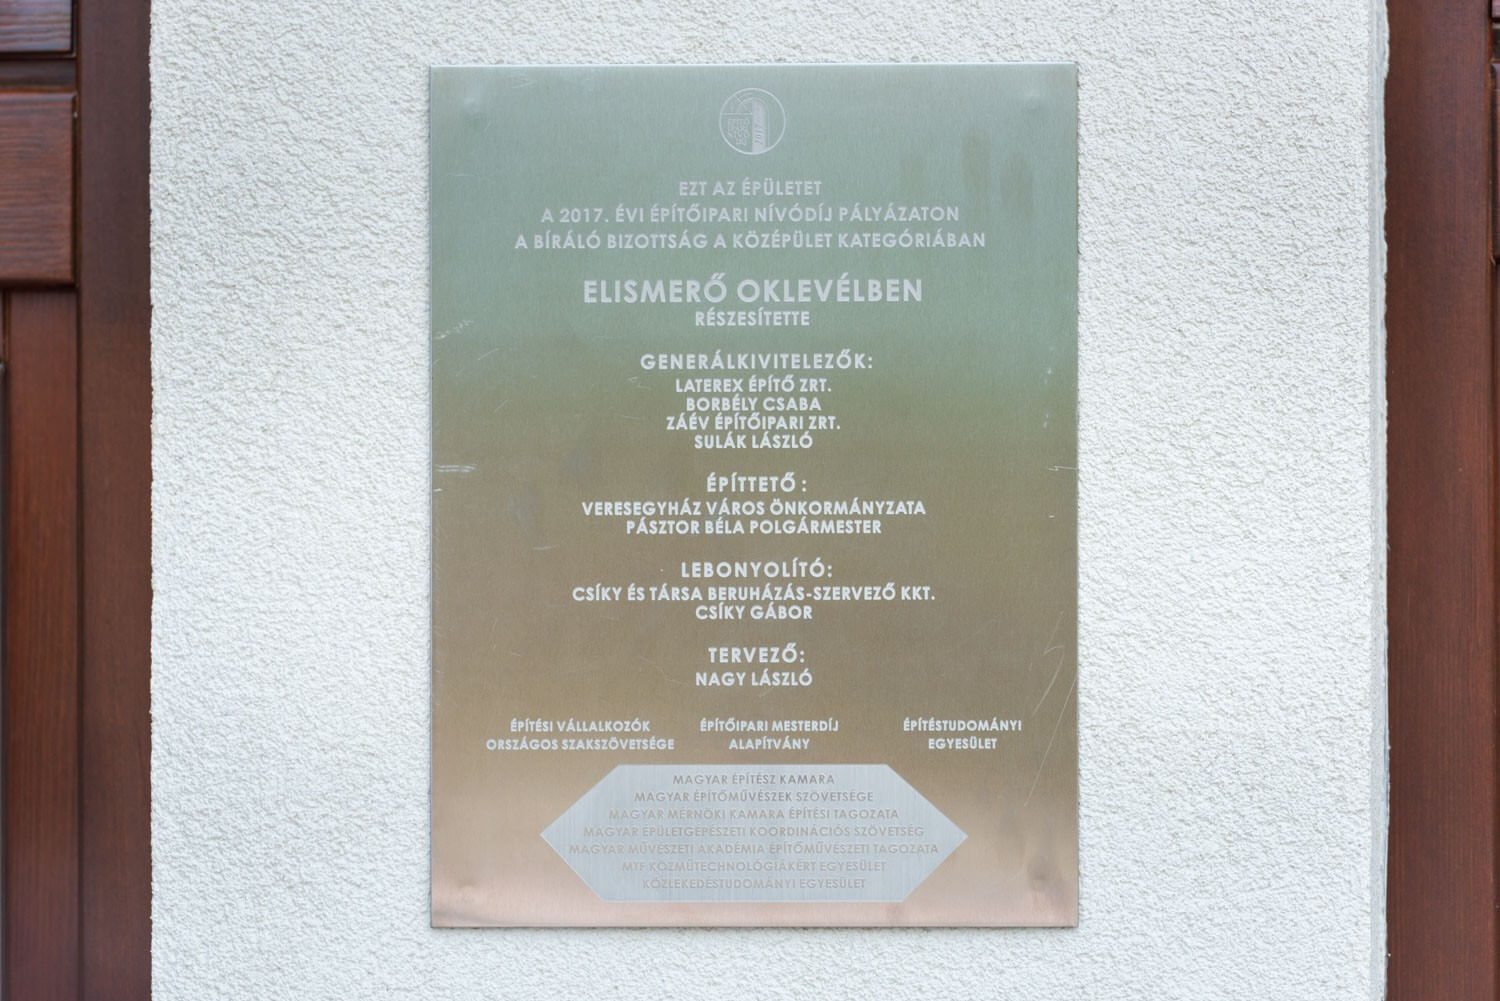 2017
EZT AZ ÉPÜLETET
A 2017. ÉVI ÉPÍTŐIPARI NÍVÓDÍJ PÁLYÁZATON
A BÍRÁLÓ BIZOTTSÁG A KÖZÉPÜLET KATEGÓRIÁBAN
ELISMERŐ OKLEVÉLBEN
RÉSZESÍTETTE
GENERÁLKIVITELEZŐK:
LATEREX ÉPÍTŐ ZRT.
BORBÉLY CSABA
ZÁÉV ÉPÍTŐIPARI ZRT.
SULÁK LÁSZLÓ
ÉPÍTTETŐ :
VERESEGYHÁZ VÁROS ÖNKORMÁNYZATA
PÁSZTOR BÉLA POLGÁRMESTER
LEBONYOLÍTÓ:
CSÍKY ÉS TÁRSA BERUHÁZÁS-SZERVEZŐ KKT.
CSÍKY GÁBOR
TERVEZŐ:
NAGY LÁSZLÓ
ÉPÍTÉSI VÁLLALKOZÓK
ORSZÁGOS SZAKSZÖVETSÉGE
ÉPÍTŐIPARI MESTERDÍJ
ALAPÍTVÁNY
ÉPÍTÉSTUDOMÁNYI
EGYESÜLET
MAGYAR ÉPÍTÉSZ KAMARA
MAGYAR ÉPÍTŐMŰVÉSZEK SZÖVETSÉGE
MAGYAR MÉRNÖKI KAMARA ÉPÍTÉSI TAGOZATA
MAGYAR ÉPÜLETGÉPÉSZETI KOORDINÁCIÓS SZÖVETSÉG
MAGYAR MŰVÉSZETI AKADÉMIA ÉPÍTŐMŰVÉSZETI TAGOZATA
MTF KÖZMŰTECHNOLÓGIÁKÉRT EGYESÜLET
KÖZLEKEDÉSTUDOMÁNYI EGYESÜLET